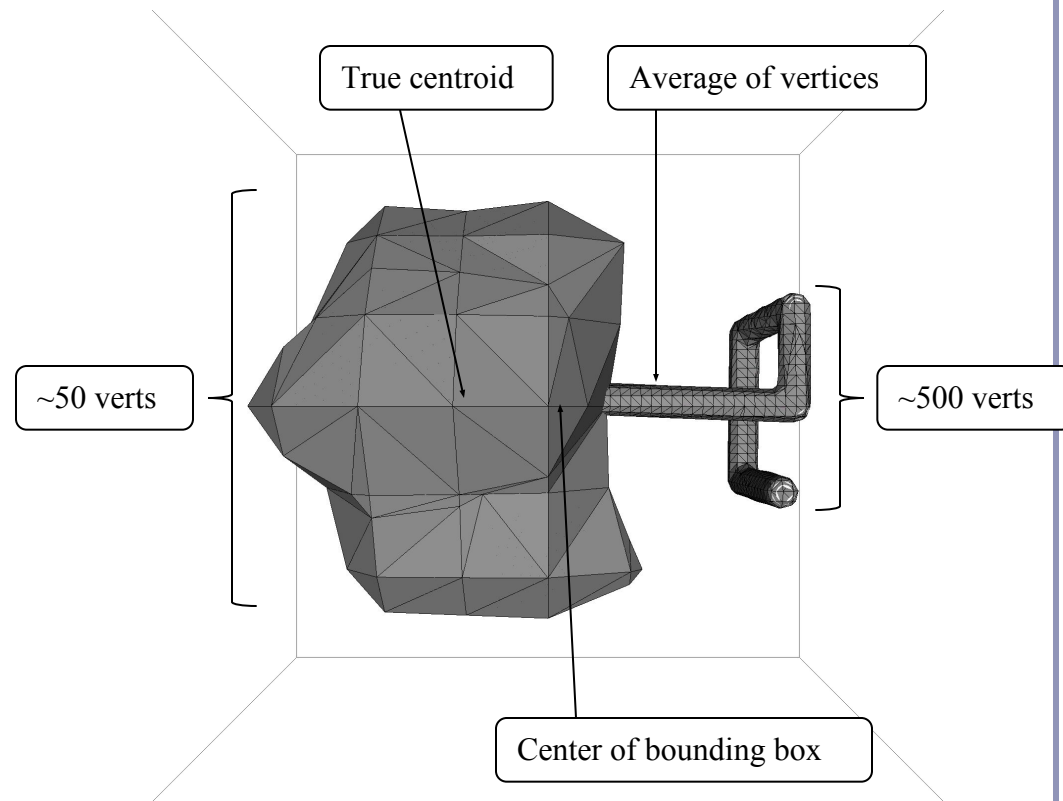 True centroid
Average of vertices
~50 verts
~500 verts
Center of bounding box